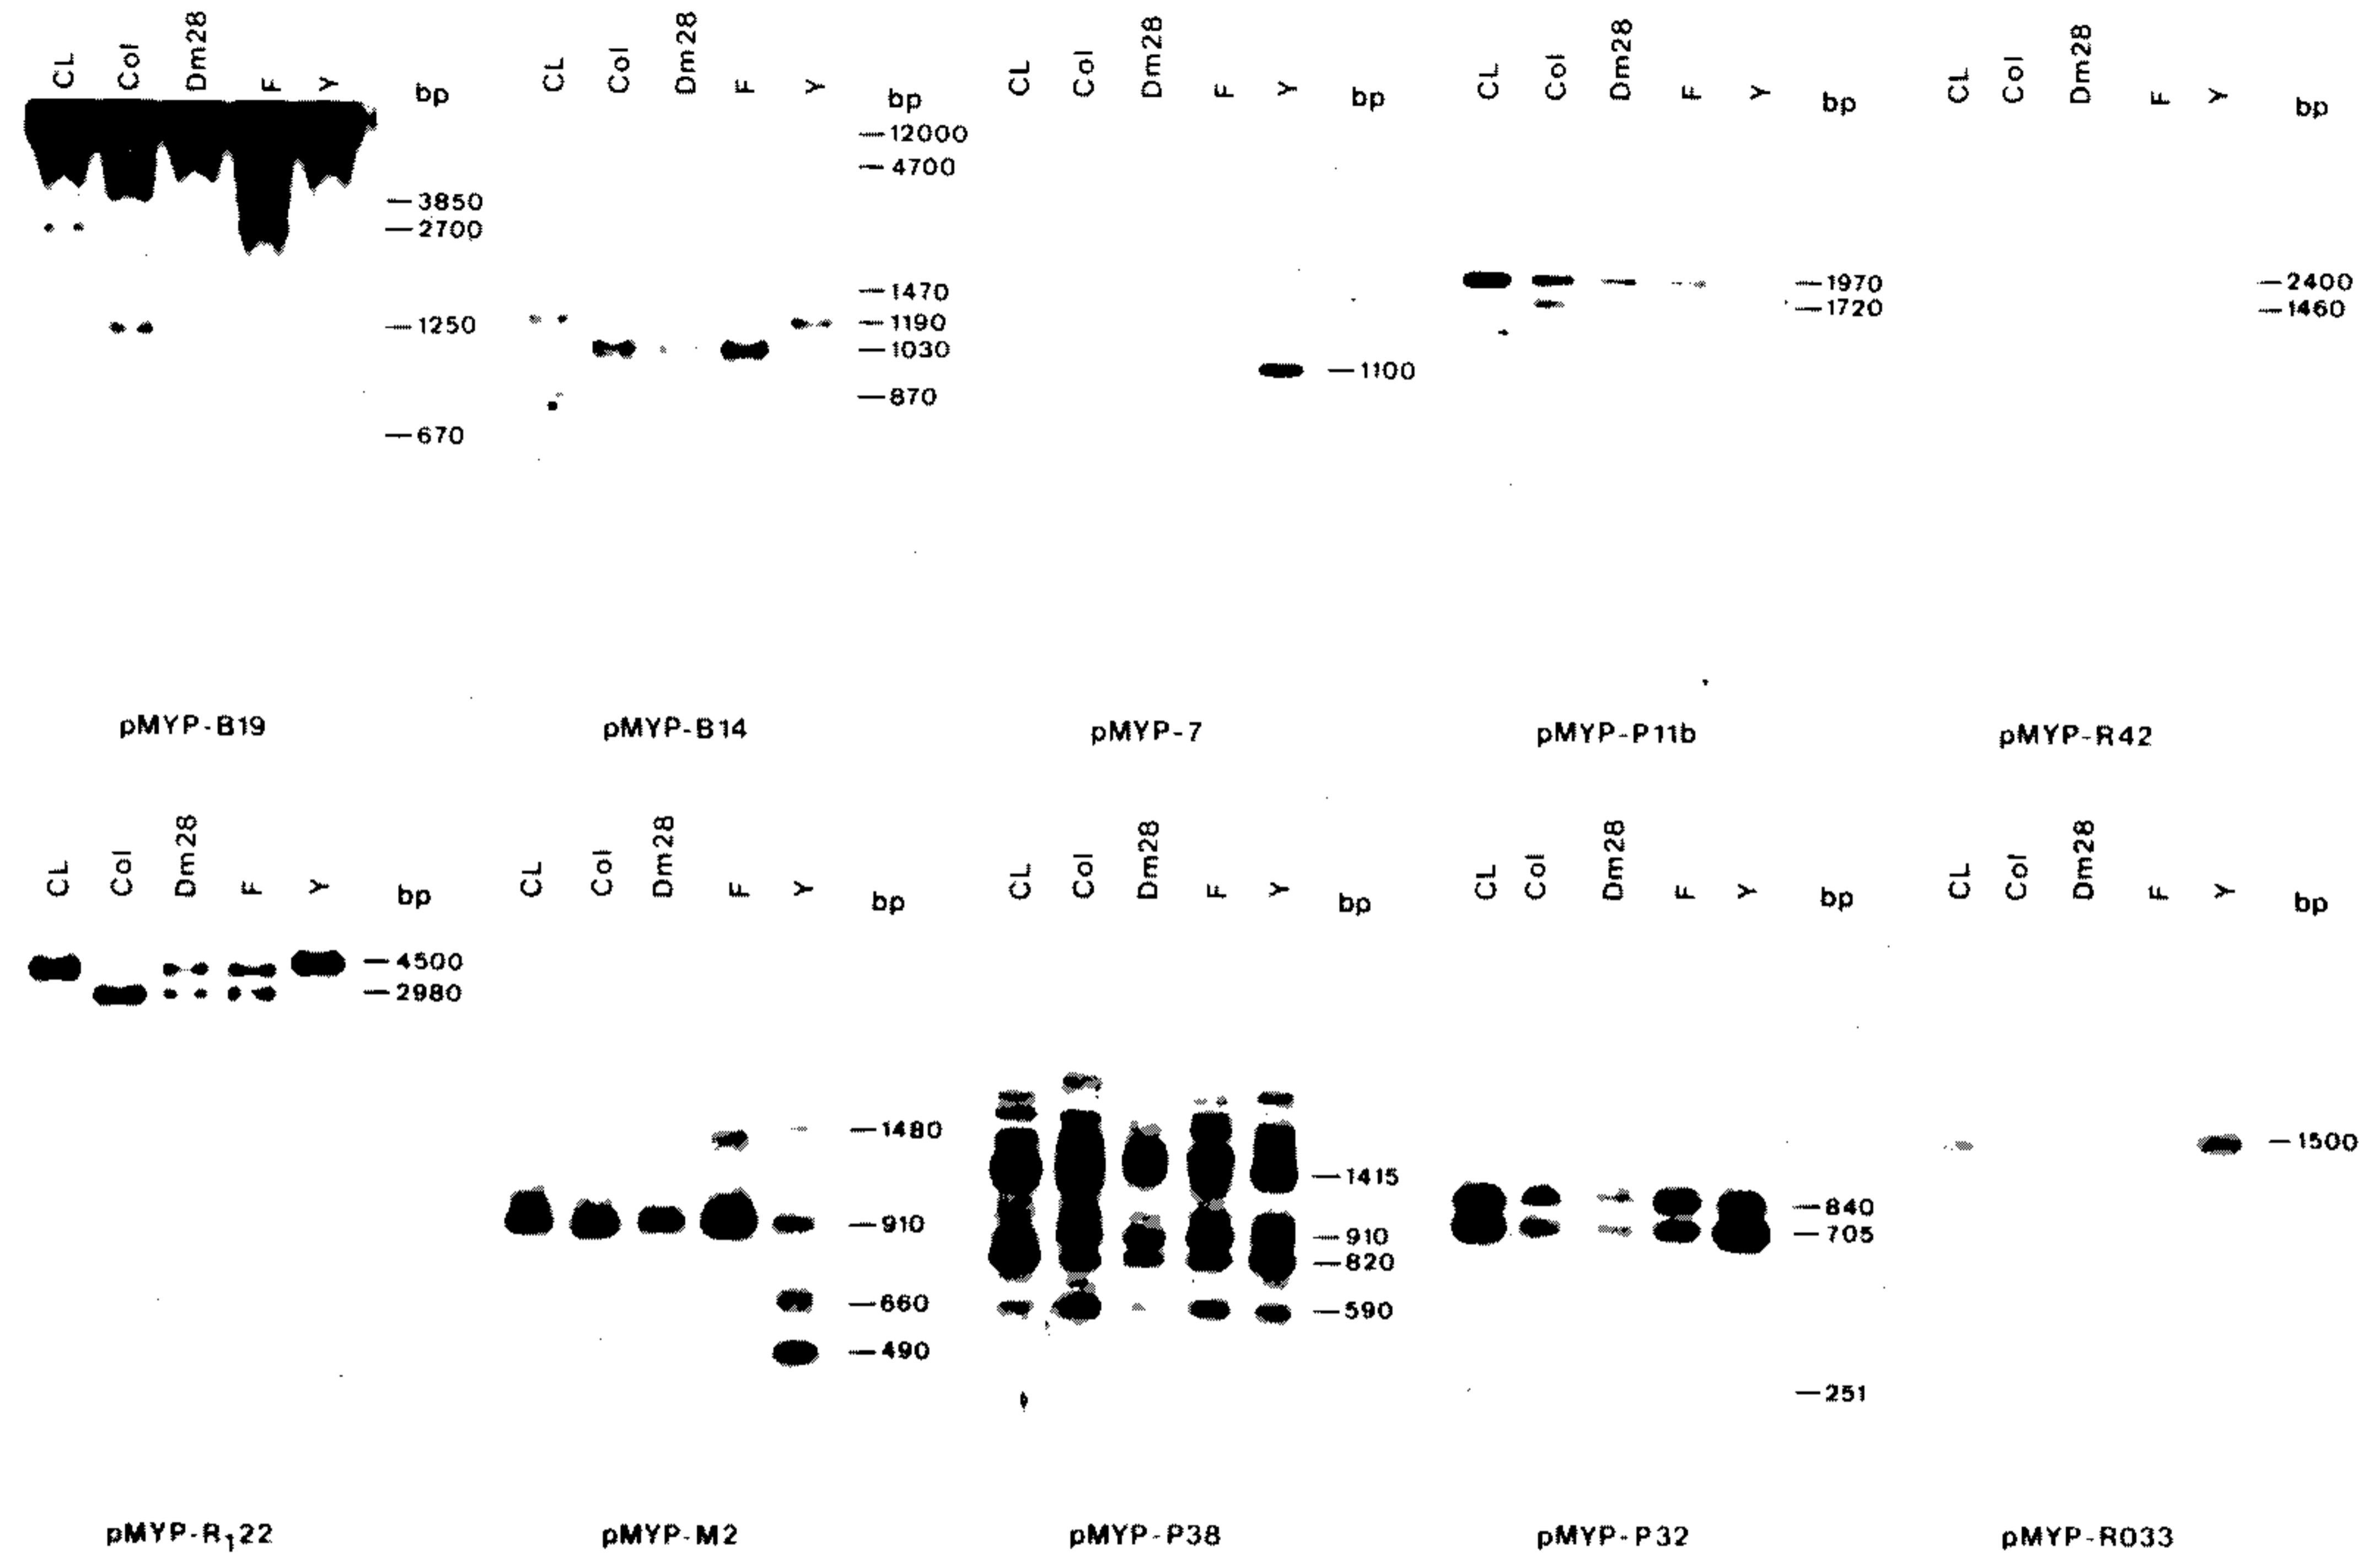 CL Col Dm28 F Y bp
3850
2700
1250
670
pMYP-B19
CL Col Dm28 F Y bp
12000
4700
1470
1190
1030
870
pMYP-B14
CL Col Dm28 F Y bp
1100
pMYP-7
CL Col Dm28 F Y bp
1970
1720
pMYP-P11b
CL Col Dm28 F Y bp
2400
1460
pMYP-R42
CL Col Dm28 F Y bp
4500
2980
pMYP-R122
CL Col Dm28 F Y bp
1480
910
660
490
pMYP-M2
CL Col Dm28 F Y bp
1415
910
820
590
pMYP-P38
CL Col Dm28 F Y bp
840
705
251
pMYP-P32
CL Col Dm28 F Y bp
1500
pMYP-R033